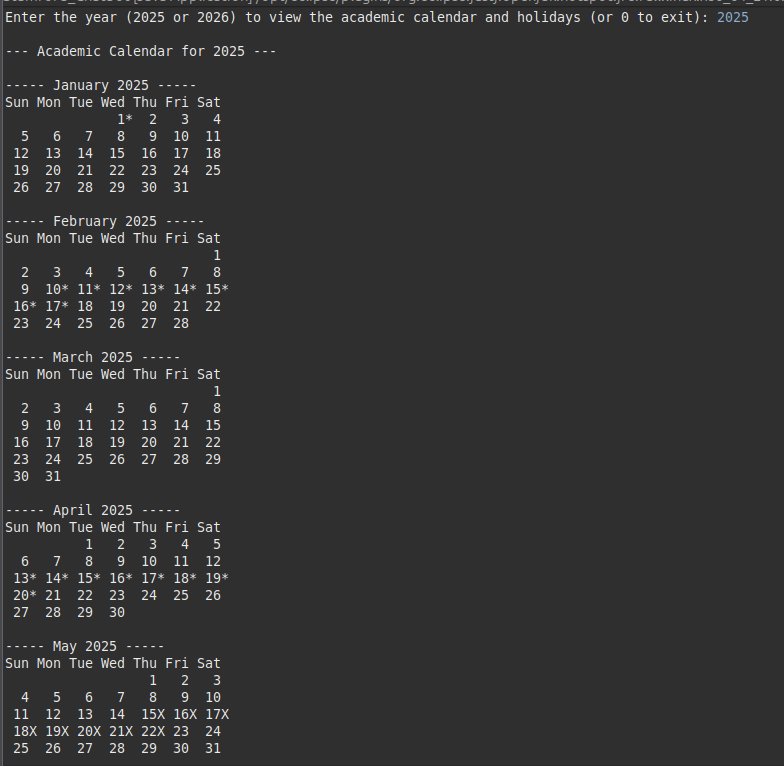 Enter the year (2025 or 2026) to view the academic calendar and holidays (or 0 to exit): 2025
--- Academic Calendar for 2025 ---
----- January 2025 -----
Sun Mon Tue Wed Thu Fri Sat
              1*  2   3   4
  5   6   7   8   9  10  11
 12  13  14  15  16  17  18
 19  20  21  22  23  24  25
 26  27  28  29  30  31
----- February 2025 -----
Sun Mon Tue Wed Thu Fri Sat
                          1
  2   3   4   5   6   7   8
  9  10* 11* 12* 13* 14* 15*
 16* 17* 18  19  20  21  22
 23  24  25  26  27  28
----- March 2025 -----
Sun Mon Tue Wed Thu Fri Sat
                          1
  2   3   4   5   6   7   8
  9  10  11  12  13  14  15
 16  17  18  19  20  21  22
 23  24  25  26  27  28  29
 30  31
----- April 2025 -----
Sun Mon Tue Wed Thu Fri Sat
          1   2   3   4   5
  6   7   8   9  10  11  12
 13* 14* 15* 16* 17* 18* 19*
 20* 21  22  23  24  25  26
 27  28  29  30
----- May 2025 -----
Sun Mon Tue Wed Thu Fri Sat
                  1   2   3
  4   5   6   7   8   9  10
 11  12  13  14  15X 16X 17X
 18X 19X 20X 21X 22X 23  24
 25  26  27  28  29  30  31